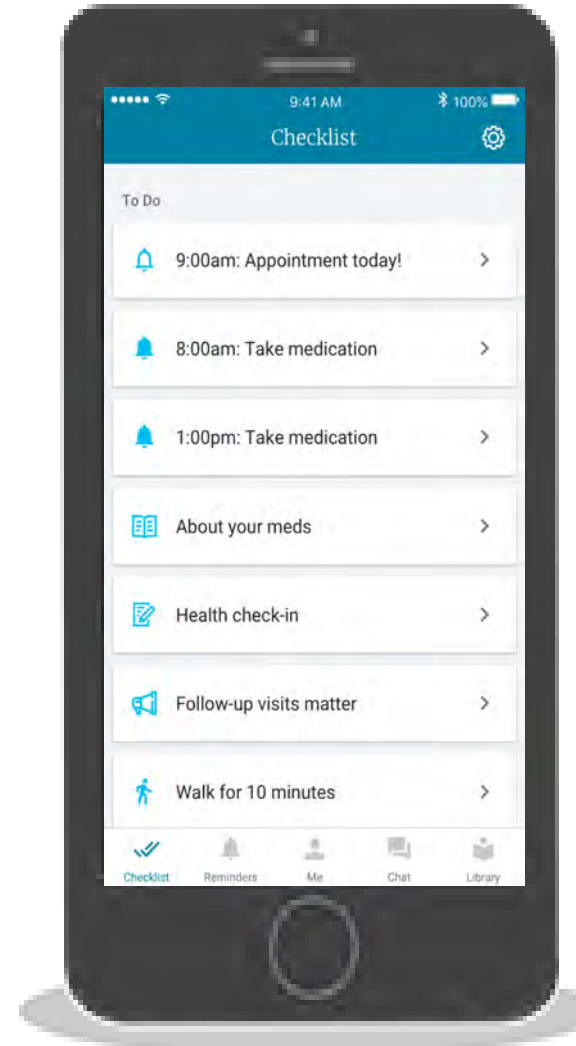 9:41 AM
100%
Checklist
To Do
9:00am: Appointment today!
8:00am: Take medication
1:00pm: Take medication
About your meds
Health check-in
Follow-up visits matter
Walk for 10 minutes
Checklist Reminders Me Chat Library